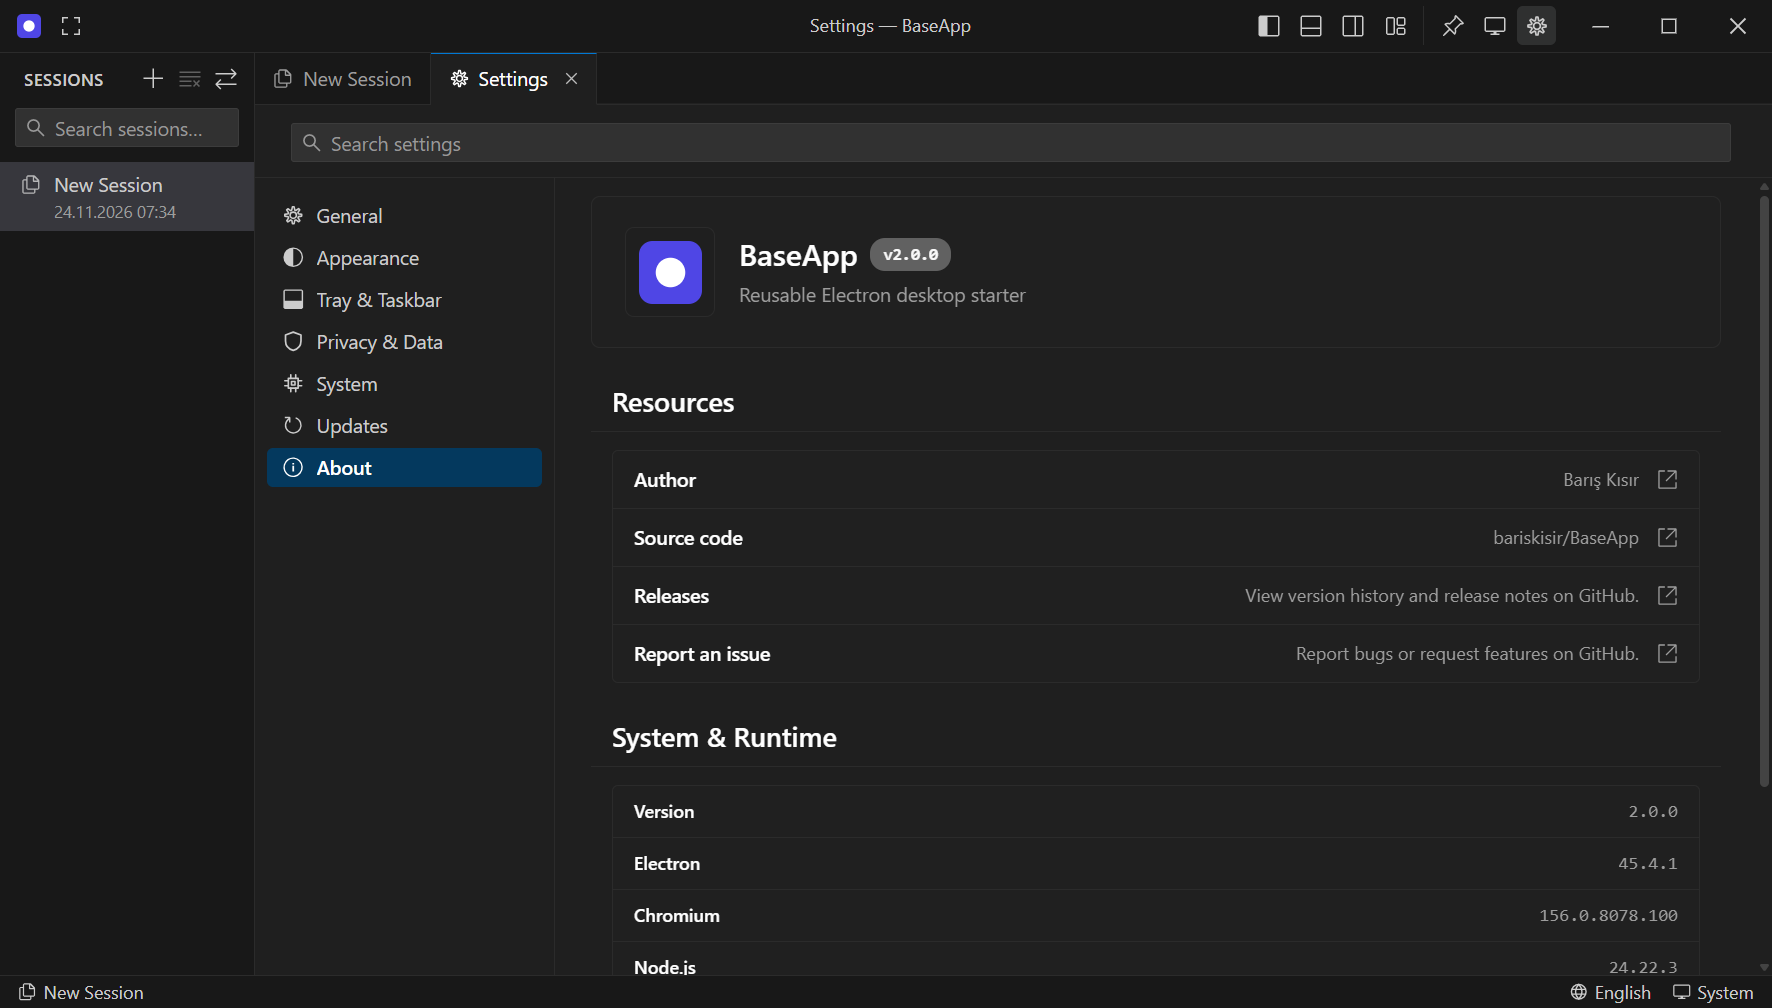 Settings — BaseApp
SESSIONS
Search sessions...
New Session
24.11.2026 07:34
New Session
Settings
Search settings
General
Appearance
Tray & Taskbar
Privacy & Data
System
Updates
About
BaseApp
v2.0.0
Reusable Electron desktop starter
Resources
Author
Barış Kısır
Source code
bariskisir/BaseApp
Releases
View version history and release notes on GitHub.
Report an issue
Report bugs or request features on GitHub.
System & Runtime
Version
2.0.0
Electron
45.4.1
Chromium
156.0.8078.100
Node.js
24.22.3
New Session
English
System